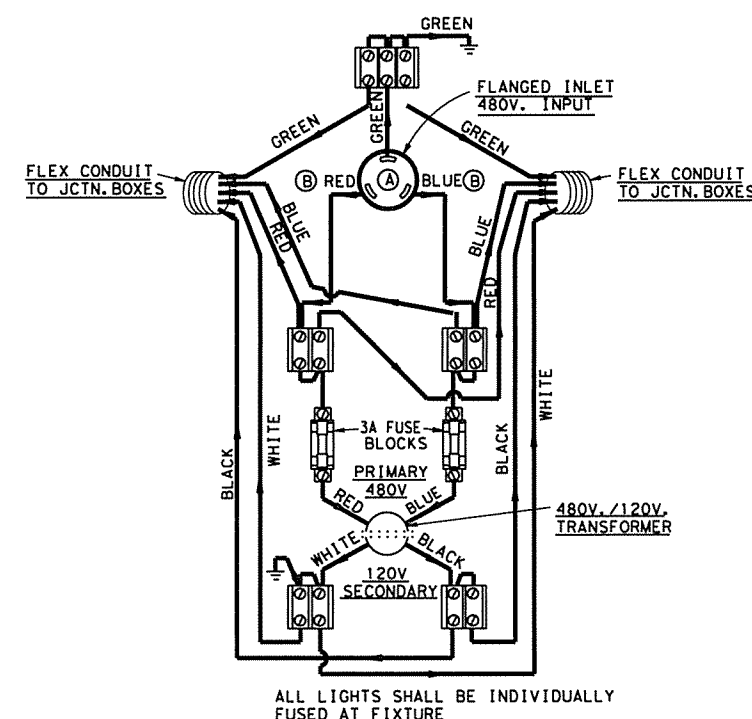 GREEN
FLANGED INLET
480V. INPUT
GREEN
GREEN
GREEN
FLEX CONDUIT
TO JCTN. BOXES
B RED A BLUE B
FLEX CONDUIT
TO JCTN. BOXES
BLUE
RED
BLUE
RED
WHITE
3A FUSE
BLOCKS
BLACK
WHITE
BLACK
PRIMARY
480V
RED
BLUE
480V./120V.
TRANSFORMER
WHITE
BLACK
120V
SECONDARY
ALL LIGHTS SHALL BE INDIVIDUALLY
FUSED AT FIXTURE